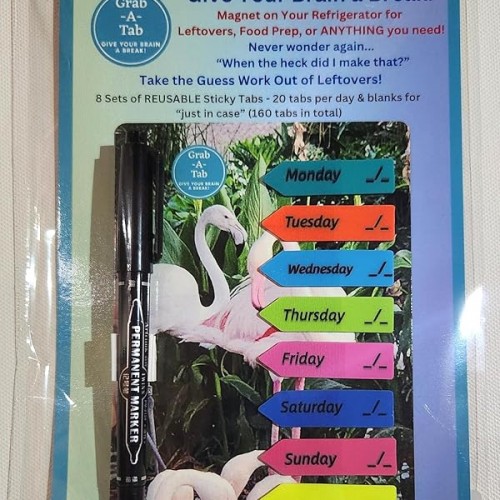 Grab
-A-
Tab
GIVE YOUR BRAIN
A BREAK!
Give Your Brain a Break!
Magnet on Your Refrigerator for
Leftovers, Food Prep, or ANYTHING you need!
Never wonder again...
“When the heck did I make that?”
Take the Guess Work Out of Leftovers!
8 Sets of REUSABLE Sticky Tabs - 20 tabs per day & blanks for
“just in case” (160 tabs in total)
Grab
-A-
Tab
GIVE YOUR BRAIN
A BREAK!
Monday _/_
Tuesday _/_
Wednesday _/_
Thursday _/_
Friday _/_
Saturday _/_
Sunday _/_
PERMANENT MARKER